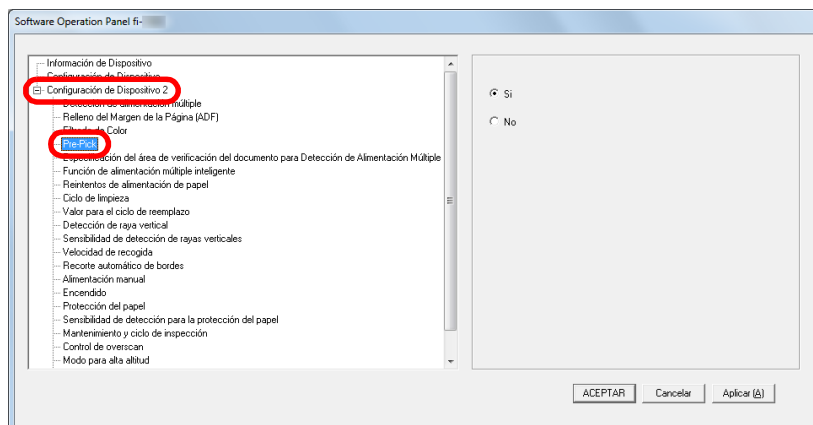 Software Operation Panel fi-
Información de Dispositivo
Configuración de Dispositivo
Configuración de Dispositivo 2
Detección de alimentación múltiple
Relleno del Margen de la Página (ADF)
Filtrado de Color
Pre-Pick
Especificación del área de verificación del documento para Detección de Alimentación Múltiple
Función de alimentación múltiple inteligente
Reintentos de alimentación de papel
Ciclo de limpieza
Valor para el ciclo de reemplazo
Detección de raya vertical
Sensibilidad de detección de rayas verticales
Velocidad de recogida
Recorte automático de bordes
Alimentación manual
Encendido
Protección del papel
Sensibilidad de detección para la protección del papel
Mantenimiento y ciclo de inspección
Control de overscan
Modo para alta altitud
Si
No
ACEPTAR Cancelar Aplicar (A)